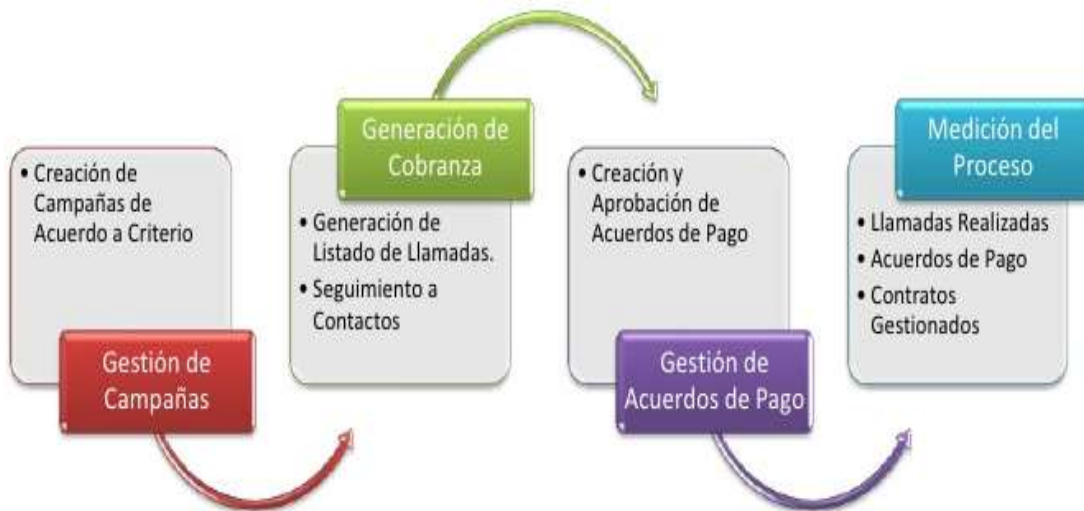 • Creación de
Campañas de
Acuerdo a Criterio
Gestión de
Campañas
Generación de
Cobranza
• Generación de
Listado de Llamadas.
• Seguimiento a
Contactos
• Creación y
Aprobación de
Acuerdos de Pago
Gestión de
Acuerdos de Pago
Medición del
Proceso
• Llamadas Realizadas
• Acuerdos de Pago
• Contratos
Gestionados